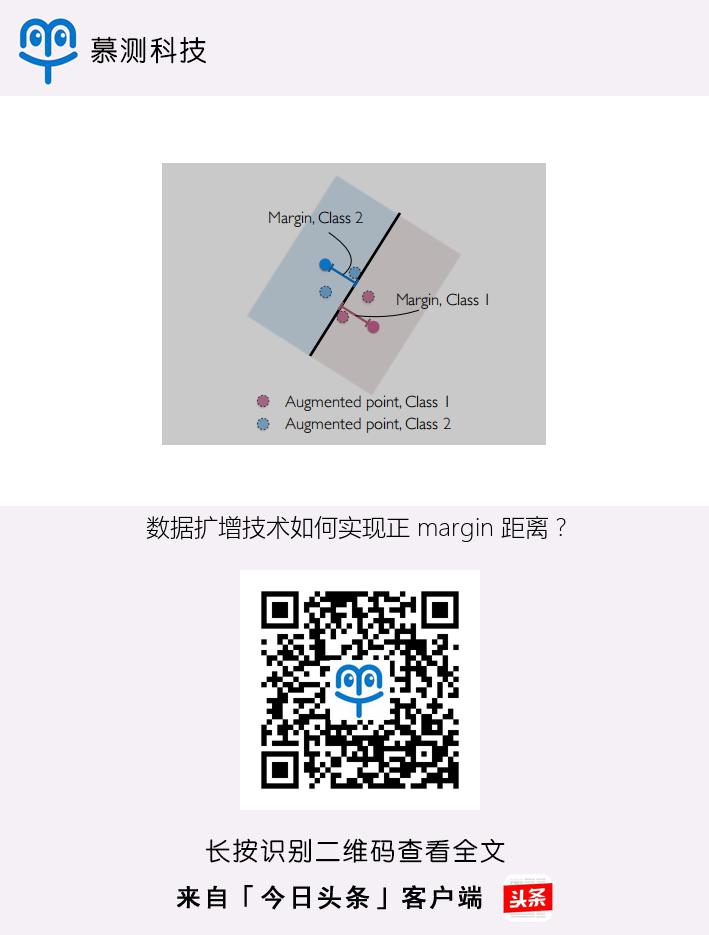 慕测科技
Margin, Class 2
Margin, Class 1
Augmented point, Class 1
Augmented point, Class 2
数据扩增技术如何实现正 margin 距离？
长按识别二维码查看全文
来自「今日头条」客户端
头条